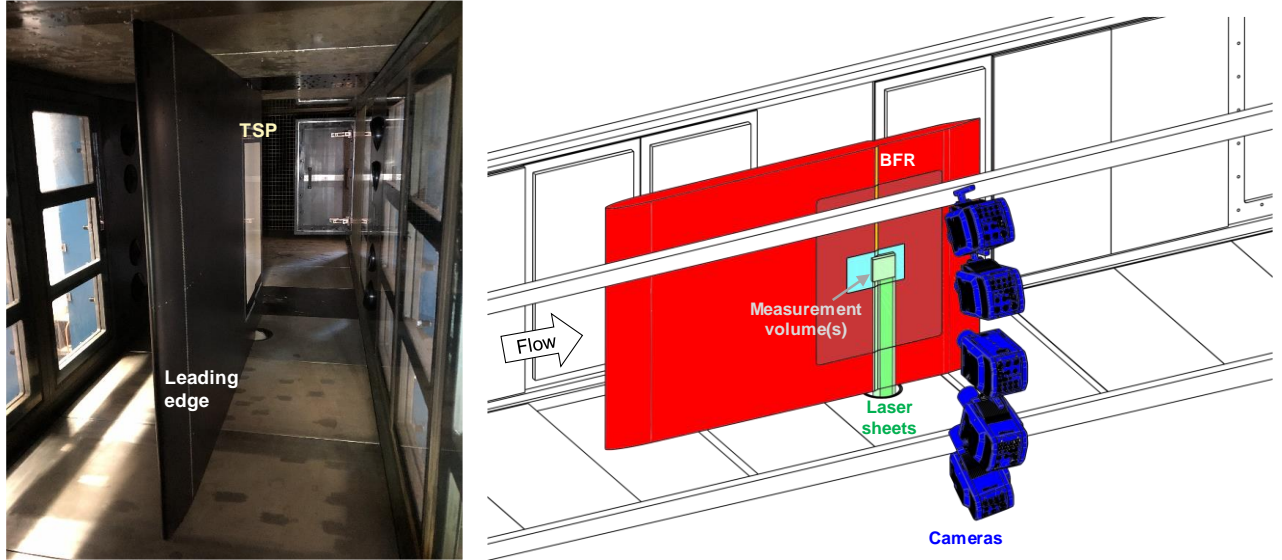 TSP
Leading
edge
BFR
Measurement
volume(s)
Flow
Laser
sheets
Cameras